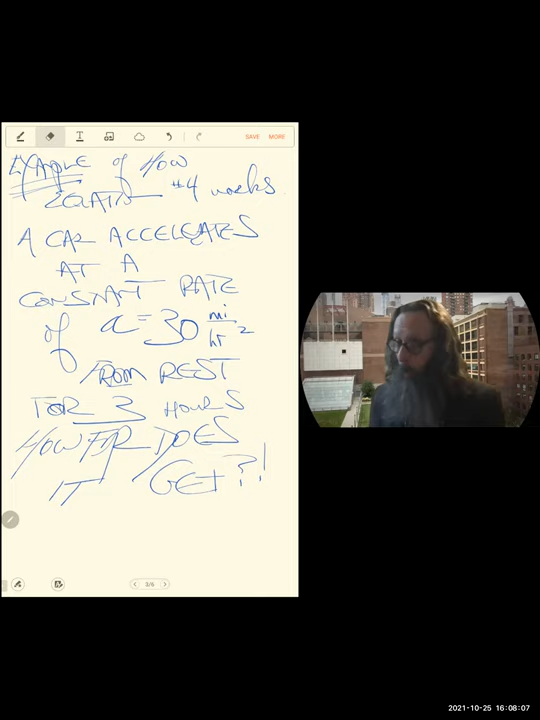 SAVE MORE
EXAMPLE of HOW
EQUATION #4 works
A CAR ACCELERATES
AT A
CONSTANT RATE
of a = 30 mi/hr²
FROM REST
FOR 3 HOURS
HOW FAR DOES
IT GET?!
3/6
2021-10-25 16:08:07